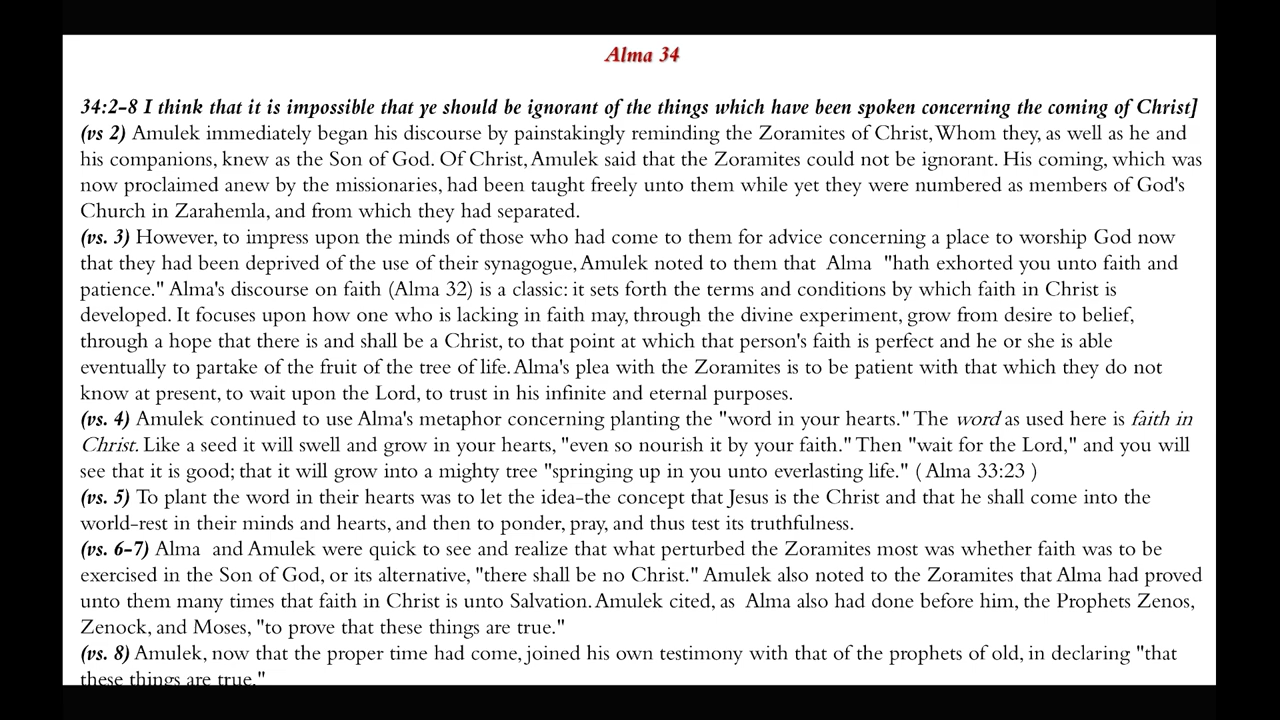 Alma 34
34:2-8 I think that it is impossible that ye should be ignorant of the things which have been spoken concerning the coming of Christ]
(vs 2) Amulek immediately began his discourse by painstakingly reminding the Zoramites of Christ, Whom they, as well as he and
his companions, knew as the Son of God. Of Christ, Amulek said that the Zoramites could not be ignorant. His coming, which was
now proclaimed anew by the missionaries, had been taught freely unto them while yet they were numbered as members of God's
Church in Zarahemla, and from which they had separated.
(vs. 3) However, to impress upon the minds of those who had come to them for advice concerning a place to worship God now
that they had been deprived of the use of their synagogue, Amulek noted to them that Alma "hath exhorted you unto faith and
patience." Alma's discourse on faith (Alma 32) is a classic: it sets forth the terms and conditions by which faith in Christ is
developed. It focuses upon how one who is lacking in faith may, through the divine experiment, grow from desire to belief,
through a hope that there is and shall be a Christ, to that point at which that person's faith is perfect and he or she is able
eventually to partake of the fruit of the tree of life. Alma's plea with the Zoramites is to be patient with that which they do not
know at present, to wait upon the Lord, to trust in his infinite and eternal purposes.
(vs. 4) Amulek continued to use Alma's metaphor concerning planting the "word in your hearts." The word as used here is faith in
Christ. Like a seed it will swell and grow in your hearts, "even so nourish it by your faith." Then "wait for the Lord," and you will
see that it is good; that it will grow into a mighty tree "springing up in you unto everlasting life." ( Alma 33:23 )
(vs. 5) To plant the word in their hearts was to let the idea-the concept that Jesus is the Christ and that he shall come into the
world-rest in their minds and hearts, and then to ponder, pray, and thus test its truthfulness.
(vs. 6-7) Alma and Amulek were quick to see and realize that what perturbed the Zoramites most was whether faith was to be
exercised in the Son of God, or its alternative, "there shall be no Christ." Amulek also noted to the Zoramites that Alma had proved
unto them many times that faith in Christ is unto Salvation. Amulek cited, as Alma also had done before him, the Prophets Zenos,
Zenock, and Moses, "to prove that these things are true."
(vs. 8) Amulek, now that the proper time had come, joined his own testimony with that of the prophets of old, in declaring "that
these things are true."